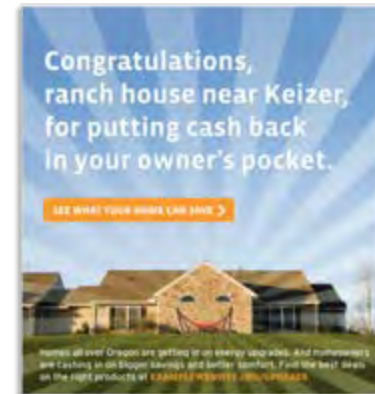 Congratulations,
ranch house near Keizer,
for putting cash back
in your owner's pocket.
SEE WHAT YOUR HOME CAN SAVE >
Homes all over Oregon are getting in on energy upgrades. And homeowners
are cashing in on bigger savings and better comfort. Find the best deals
on the right products at